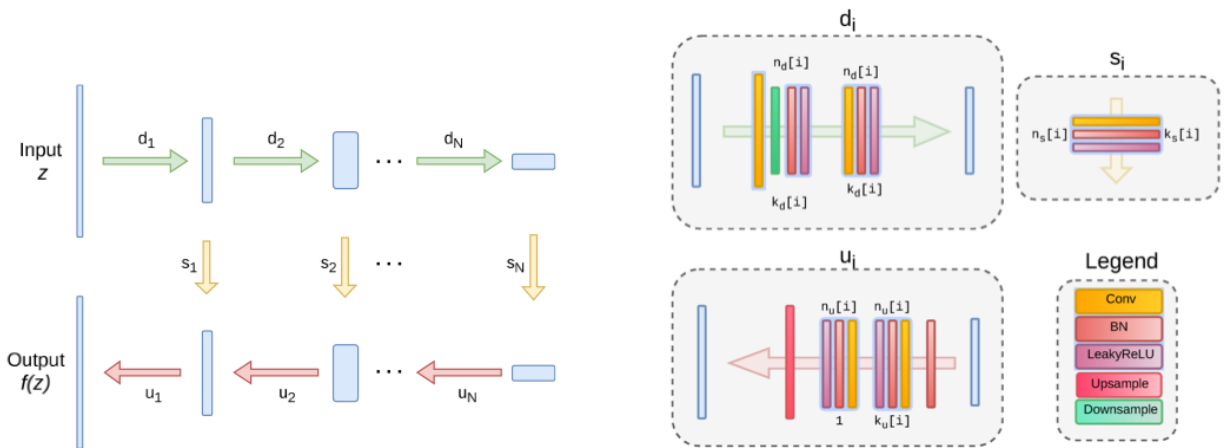 Input
z
d1
d2
...
dN
s1
s2
...
sN
Output
f(z)
u1
u2
...
uN
di
nd[i]
nd[i]
kd[i]
kd[i]
si
ns[i]
ks[i]
ui
nu[i]
nu[i]
1
ku[i]
Legend
Conv
BN
LeakyReLU
Upsample
Downsample